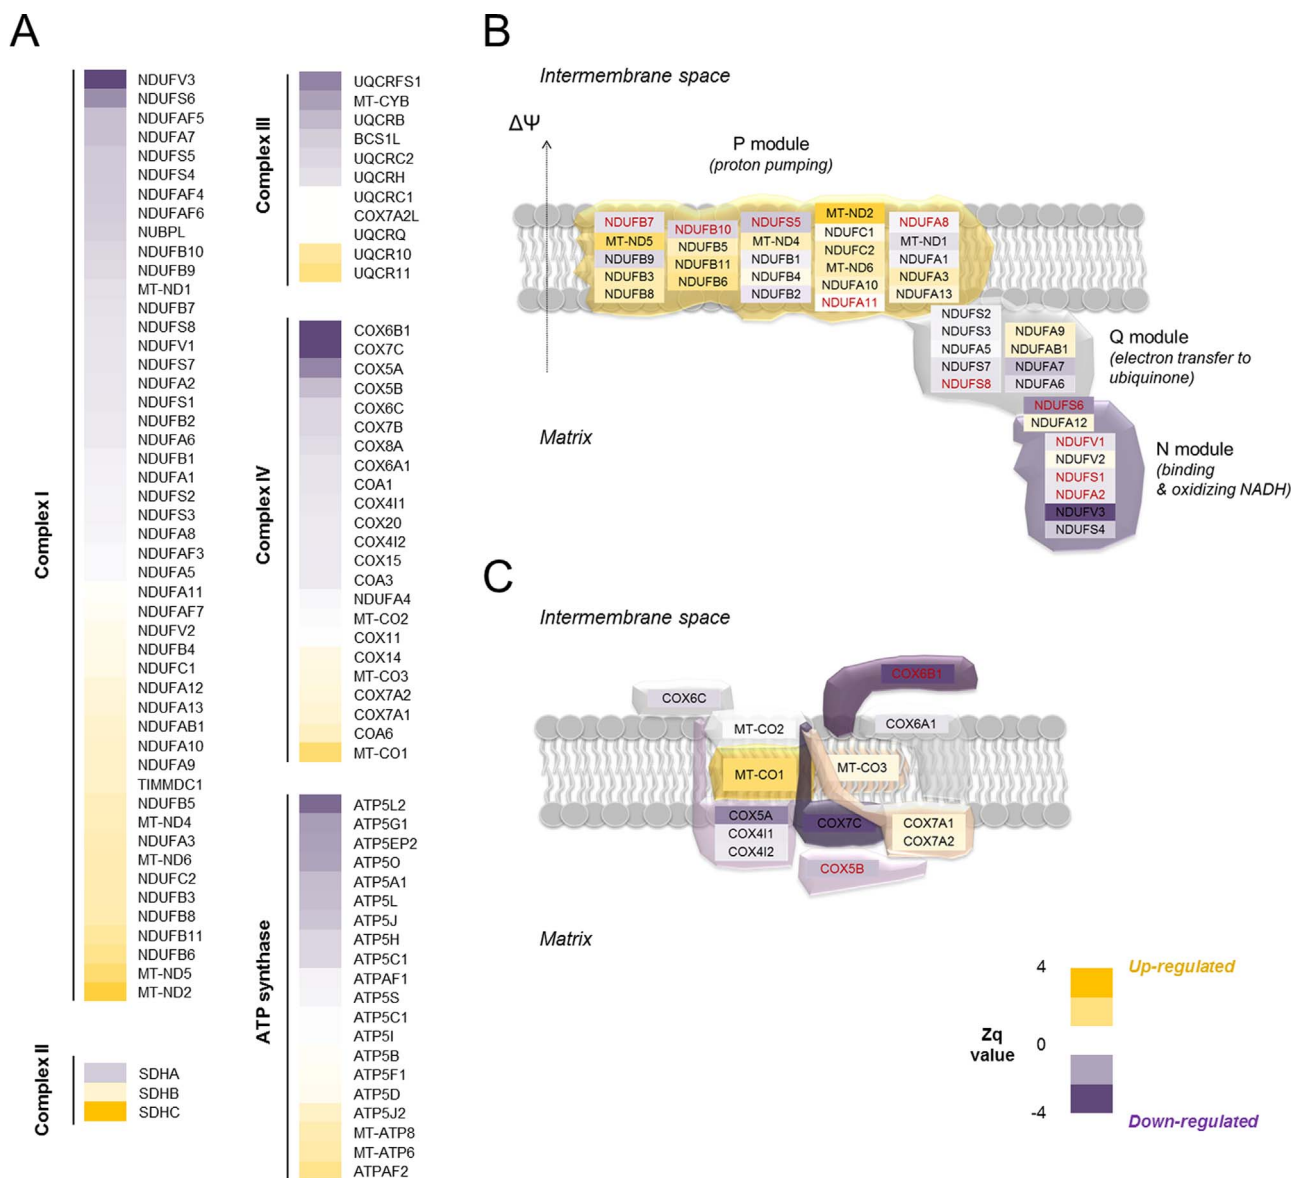 A
Complex I
NDUFV3
NDUFS6
NDUFAF5
NDUFA7
NDUFS5
NDUFS4
NDUFAF4
NDUFAF6
NUBPL
NDUFB10
NDUFB9
MT-ND1
NDUFB7
NDUFS8
NDUFV1
NDUFS7
NDUFA2
NDUFS1
NDUFB2
NDUFA6
NDUFB1
NDUFA1
NDUFS2
NDUFS3
NDUFA8
NDUFAF3
NDUFA5
NDUFA11
NDUFAF7
NDUFV2
NDUFB4
NDUFC1
NDUFA12
NDUFA13
NDUFAB1
NDUFA10
NDUFA9
TIMMDC1
NDUFB5
MT-ND4
NDUFA3
MT-ND6
NDUFC2
NDUFB3
NDUFB8
NDUFB11
NDUFB6
MT-ND5
MT-ND2
Complex II
SDHA
SDHB
SDHC
Complex III
UQCRFS1
MT-CYB
UQCRB
BCS1L
UQCRC2
UQCRH
UQCRC1
COX7A2L
UQCRQ
UQCR10
UQCR11
Complex IV
COX6B1
COX7C
COX5A
COX5B
COX6C
COX7B
COX8A
COX6A1
COA1
COX4I1
COX20
COX4I2
COX15
COA3
NDUFA4
MT-CO2
COX11
COX14
MT-CO3
COX7A2
COX7A1
COA6
MT-CO1
ATP synthase
ATP5L2
ATP5G1
ATP5EP2
ATP5O
ATP5A1
ATP5L
ATP5J
ATP5H
ATP5C1
ATPAF1
ATP5S
ATP5C1
ATP5I
ATP5B
ATP5F1
ATP5D
ATP5J2
MT-ATP8
MT-ATP6
ATPAF2
B
Intermembrane space
ΔΨ
P module
(proton pumping)
NDUFB7
MT-ND5
NDUFB9
NDUFB3
NDUFB8
NDUFB10
NDUFB5
NDUFB11
NDUFB6
NDUFS5
MT-ND4
NDUFB1
NDUFB4
NDUFB2
MT-ND2
NDUFC1
NDUFC2
MT-ND6
NDUFA10
NDUFA11
NDUFA8
MT-ND1
NDUFA1
NDUFA3
NDUFA13
NDUFS2
NDUFS3
NDUFA5
NDUFS7
NDUFS8
NDUFA9
NDUFAB1
NDUFA7
NDUFA6
Q module
(electron transfer to
ubiquinone)
NDUFS6
NDUFA12
NDUFV1
NDUFV2
NDUFS1
NDUFA2
NDUFV3
NDUFS4
N module
(binding
& oxidizing NADH)
Matrix
C
Intermembrane space
COX6B1
COX6C
COX6A1
MT-CO2
MT-CO1
MT-CO3
COX5A
COX4I1
COX4I2
COX7C
COX7A1
COX7A2
COX5B
Matrix
4
Up-regulated
Zq
value
0
-4
Down-regulated